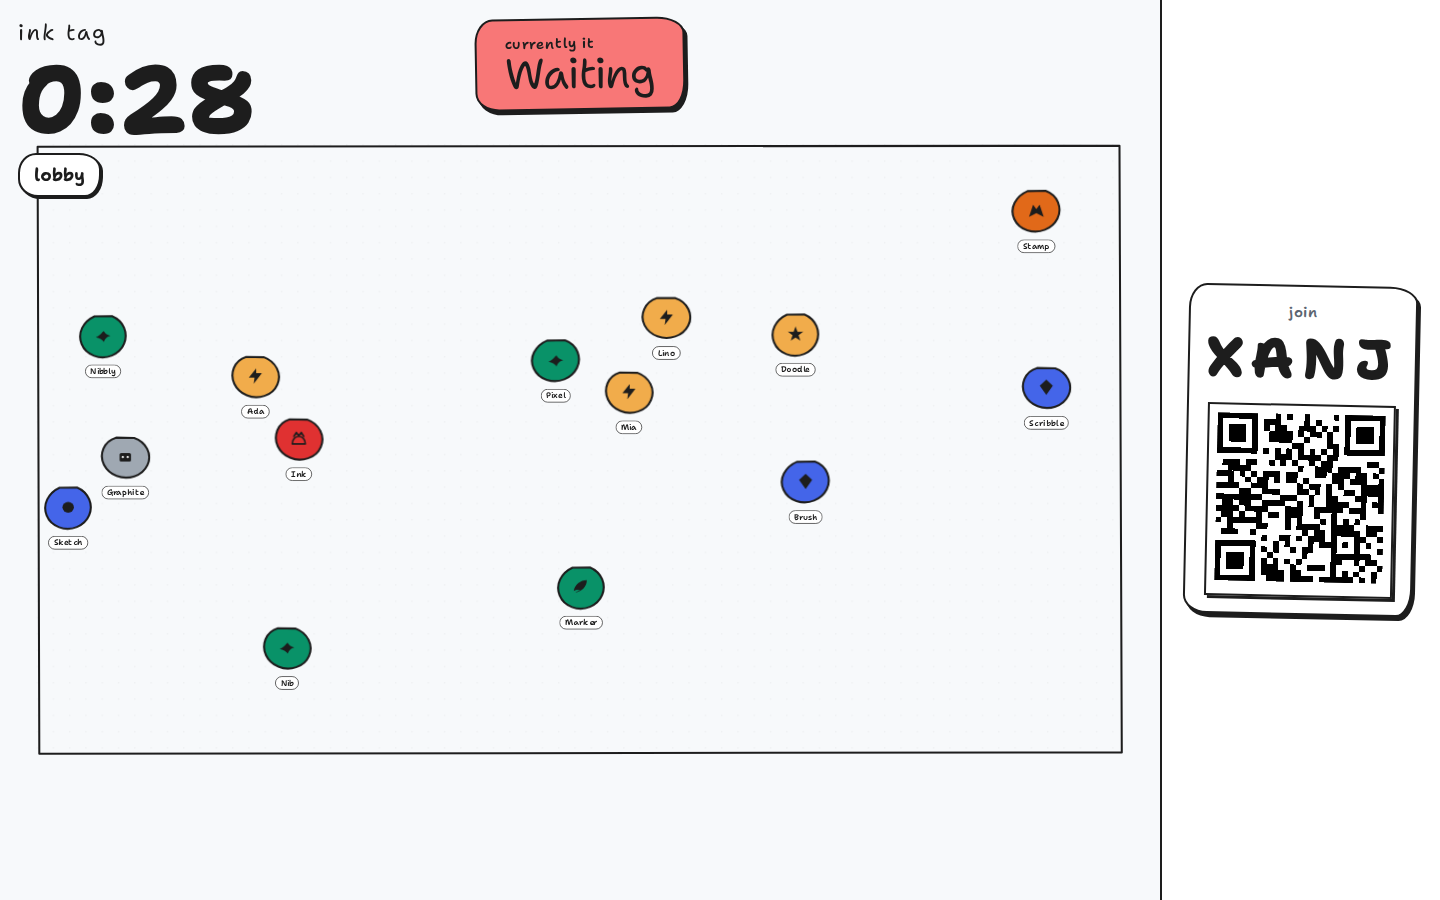 ink tag
0:28
currently it
Waiting
lobby
Stamp
Nibbly
Lino
Doodle
Pixel
Ada
Mia
Scribble
Ink
Graphite
Brush
Sketch
Marker
Nib
join
XANJ